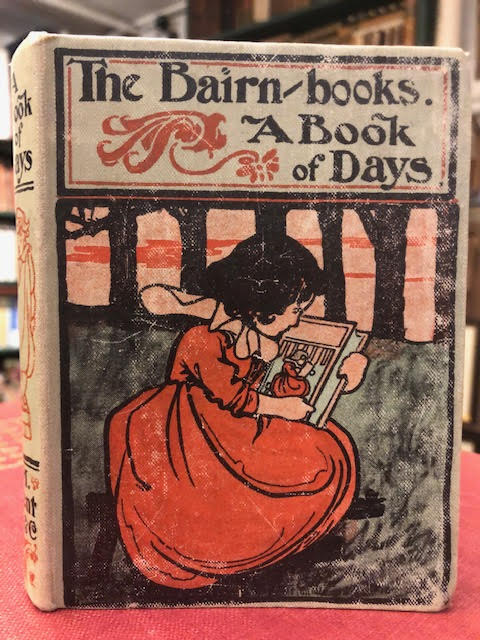 The Bairn-books.
A Book
of Days
A
Book
of
Days